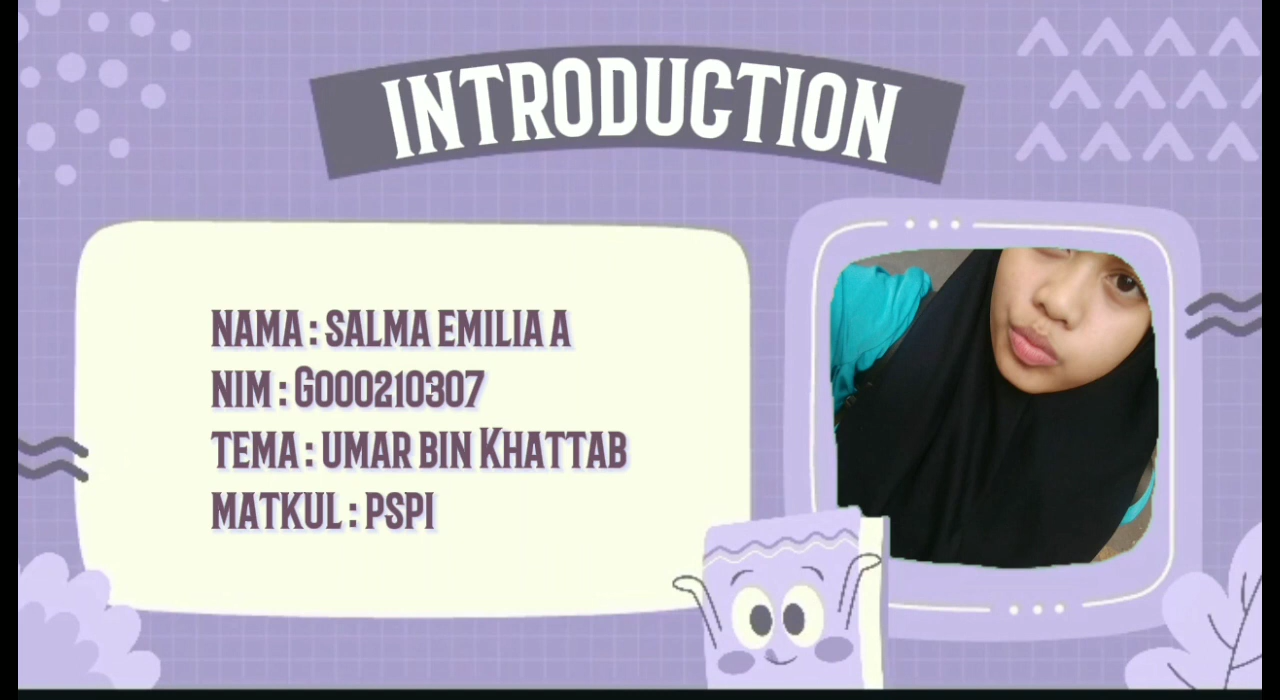 INTRODUCTION
NAMA : SALMA EMILIA A
NIM : G000210307
TEMA : UMAR BIN KHATTAB
MATKUL : PSPI